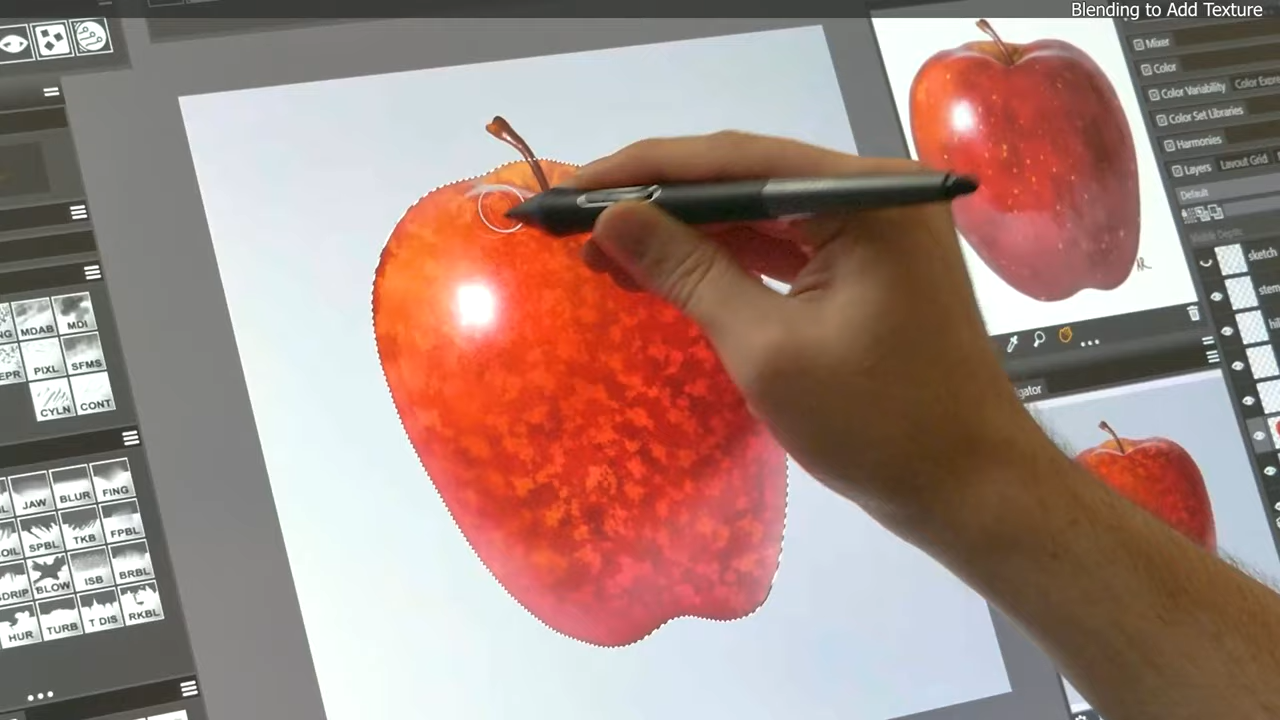 Blending to Add Texture
Mixer
Color
Color Variability
Color Set Libraries
Harmonies
Layers Layout Grid
Default
sketch
AR
MDAB MDI
PIXL SFMS
CYLN CONT
JAW BLUR FING
SPBL TKB FPBL
BLOW ISB BRBL
HUR TURB T DIS RKBL